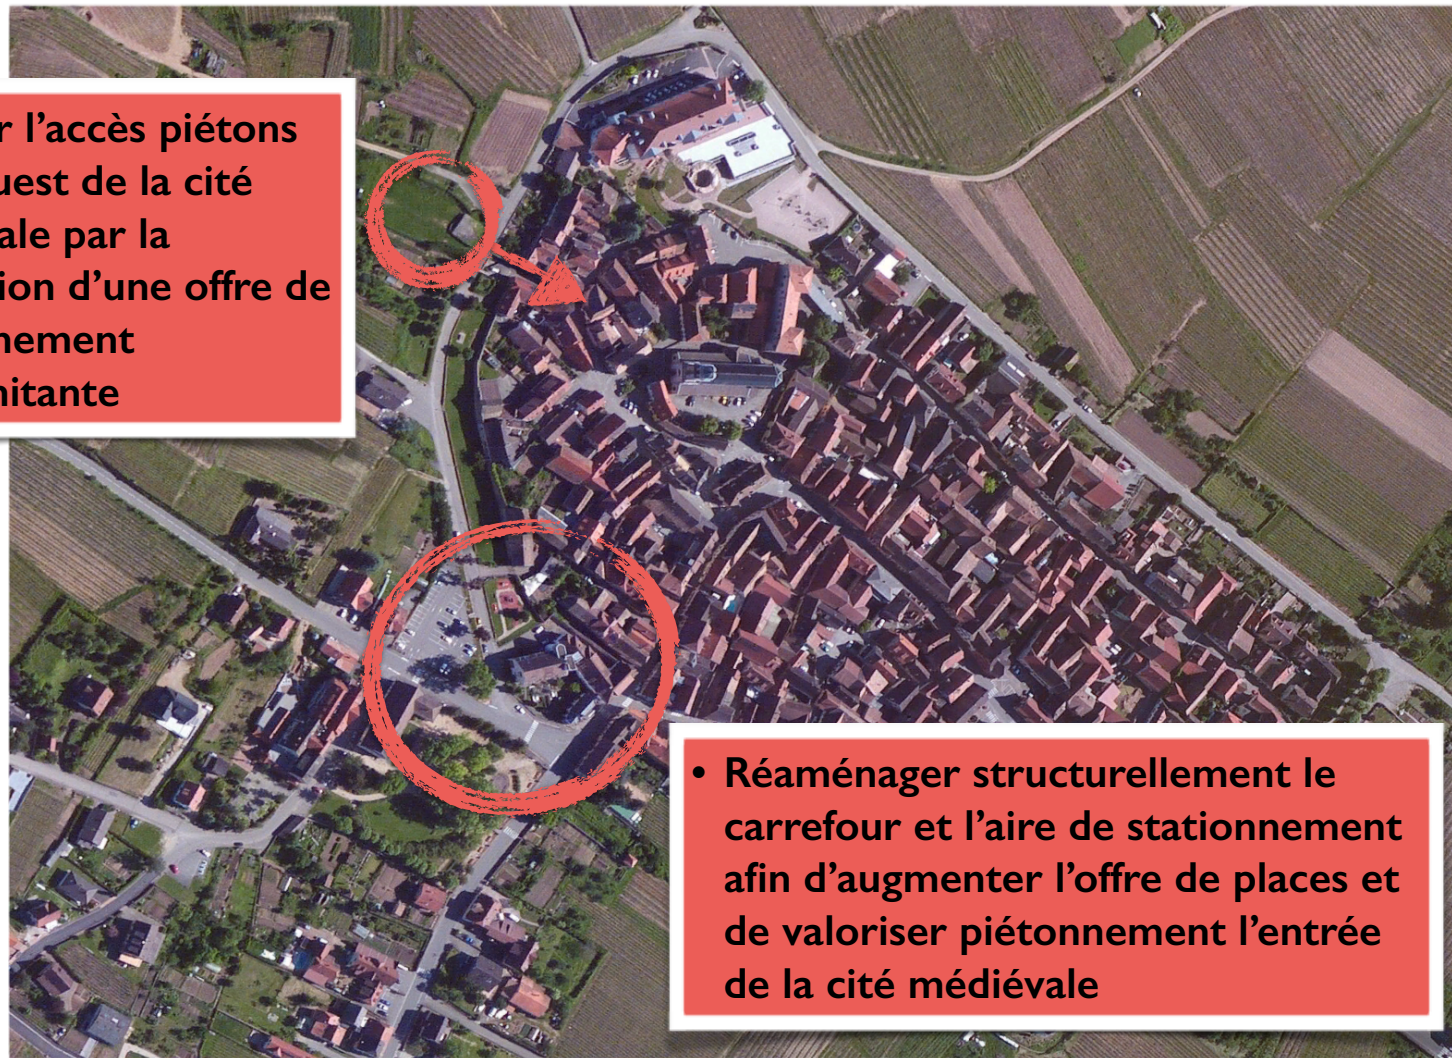 r l’accès piétons
uest de la cité
ale par la
ion d’une offre de
nement
nitante
• Réaménager structurellement le
carrefour et l’aire de stationnement
afin d’augmenter l’offre de places et
de valoriser piétonnement l’entrée
de la cité médiévale